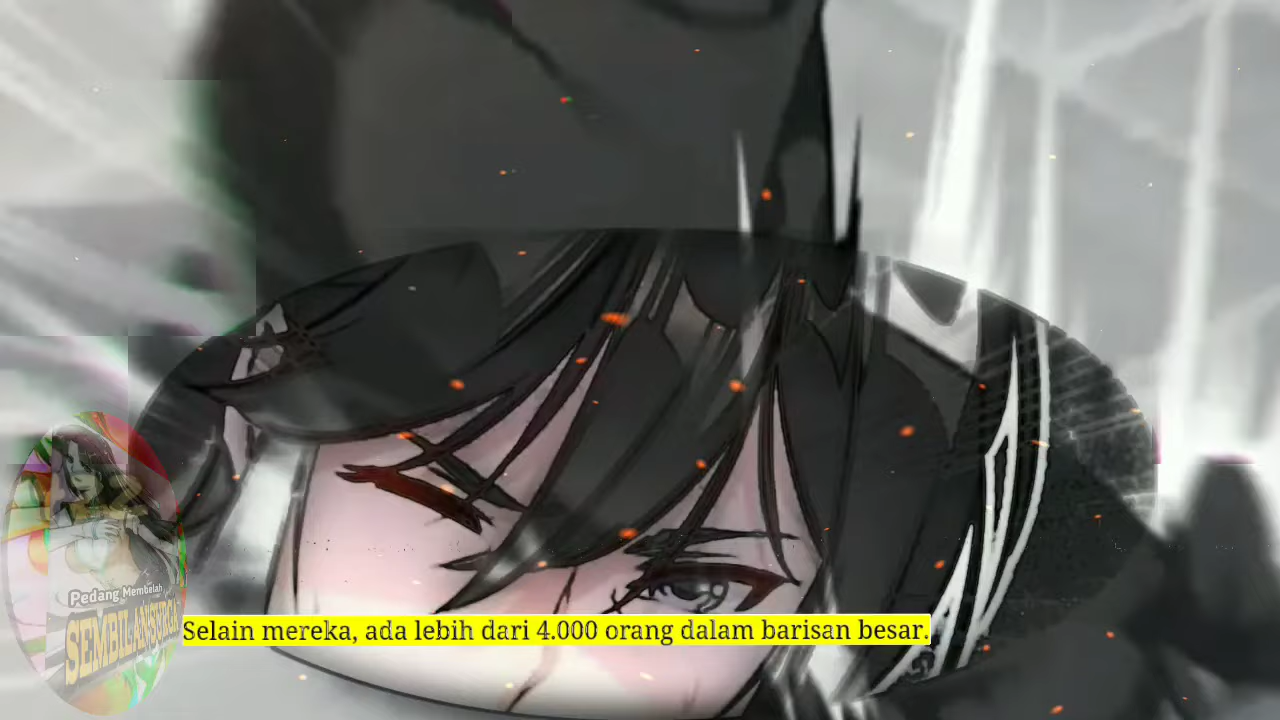 Pedang Membelah
SEMBILAN SURGA
Selain mereka, ada lebih dari 4.000 orang dalam barisan besar.